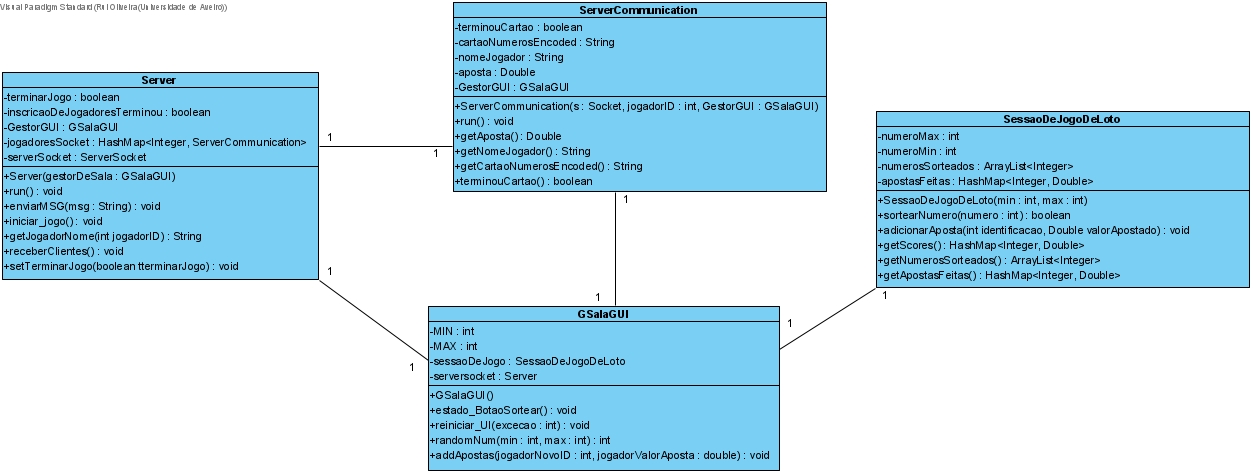 Visual Paradigm Standard (Rui Oliveira(Universidade de Aveiro))
ServerCommunication
-terminouCartao : boolean
-cartaoNumerosEncoded : String
-nomeJogador : String
-aposta : Double
-GestorGUI : GSalaGUI
+ServerCommunication(s : Socket, jogadorID : int, GestorGUI : GSalaGUI)
+run() : void
+getAposta() : Double
+getNomeJogador() : String
+getCartaoNumerosEncoded() : String
+terminouCartao() : boolean
Server
-terminarJogo : boolean
-inscricaoDeJogadoresTerminou : boolean
-GestorGUI : GSalaGUI
-jogadoresSocket : HashMap<Integer, ServerCommunication>
-serverSocket : ServerSocket
+Server(gestorDeSala : GSalaGUI)
+run() : void
+enviarMSG(msg : String) : void
+iniciar_jogo() : void
+getJogadorNome(int jogadorID) : String
+receberClientes() : void
+setTerminarJogo(boolean tterminarJogo) : void
1
1
SessaoDeJogoDeLoto
-numeroMax : int
-numeroMin : int
-numerosSorteados : ArrayList<Integer>
-apostasFeitas : HashMap<Integer, Double>
+SessaoDeJogoDeLoto(min : int, max : int)
+sortearNumero(numero : int) : boolean
+adicionarAposta(int identificacao, Double valorApostado) : void
+getScores() : HashMap<Integer, Double>
+getNumerosSorteados() : ArrayList<Integer>
+getApostasFeitas() : HashMap<Integer, Double>
1
1
1
1
1
1
GSalaGUI
-MIN : int
-MAX : int
-sessaoDeJogo : SessaoDeJogoDeLoto
-serversocket : Server
+GSalaGUI()
+estado_BotaoSortear() : void
+reiniciar_UI(excecao : int) : void
+randomNum(min : int, max : int) : int
+addApostas(jogadorNovoID : int, jogadorValorAposta : double) : void